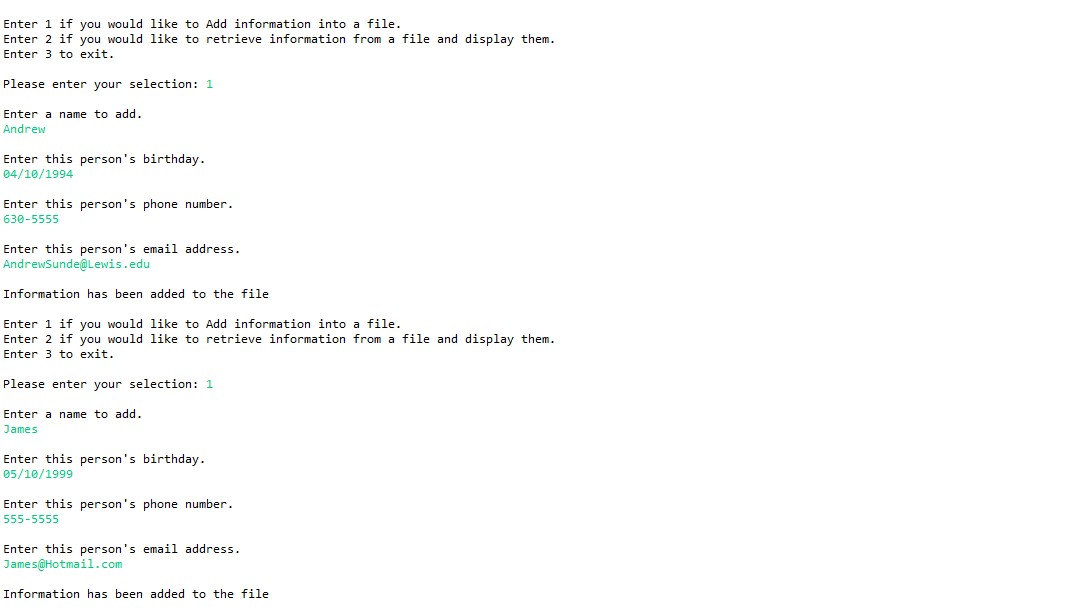 Enter 1 if you would like to Add information into a file.
Enter 2 if you would like to retrieve information from a file and display them.
Enter 3 to exit.
Please enter your selection: 1
Enter a name to add.
Andrew
Enter this person's birthday.
04/10/1994
Enter this person's phone number.
630-5555
Enter this person's email address.
AndrewSunde@Lewis.edu
Information has been added to the file
Enter 1 if you would like to Add information into a file.
Enter 2 if you would like to retrieve information from a file and display them.
Enter 3 to exit.
Please enter your selection: 1
Enter a name to add.
James
Enter this person's birthday.
05/10/1999
Enter this person's phone number.
555-5555
Enter this person's email address.
James@Hotmail.com
Information has been added to the file